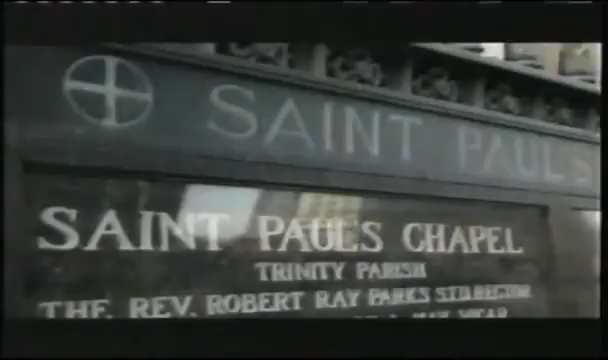 SAINT PAULS
SAINT PAULS CHAPEL
TRINITY PARISH
THE REV. ROBERT RAY PARKS S.T.D. RECTOR